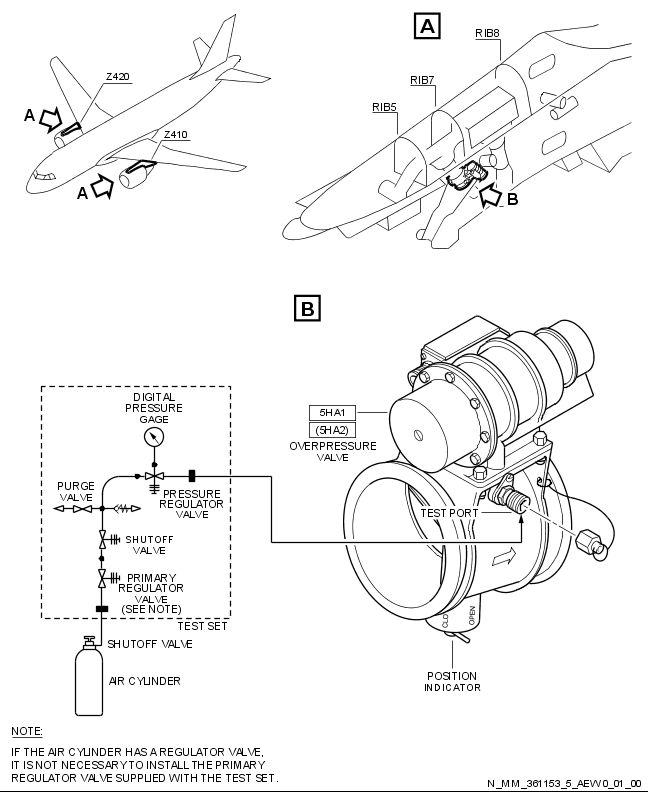 A
RIB8
Z420
RIB7
A
RIB5
Z410
A
B
B
DIGITAL
PRESSURE
GAGE
5HA1
(5HA2)
OVERPRESSURE
VALVE
PURGE
VALVE
PRESSURE
REGULATOR
VALVE
TEST PORT
SHUTOFF
VALVE
PRIMARY
REGULATOR
VALVE
(SEE NOTE)
TEST SET
CLO
OPEN
SHUTOFF VALVE
AIR CYLINDER
POSITION
INDICATOR
NOTE:
IF THE AIR CYLINDER HAS A REGULATOR VALVE,
IT IS NOT NECESSARY TO INSTALL THE PRIMARY
REGULATOR VALVE SUPPLIED WITH THE TEST SET.
N_MM_361153_5_AEW0_01_00